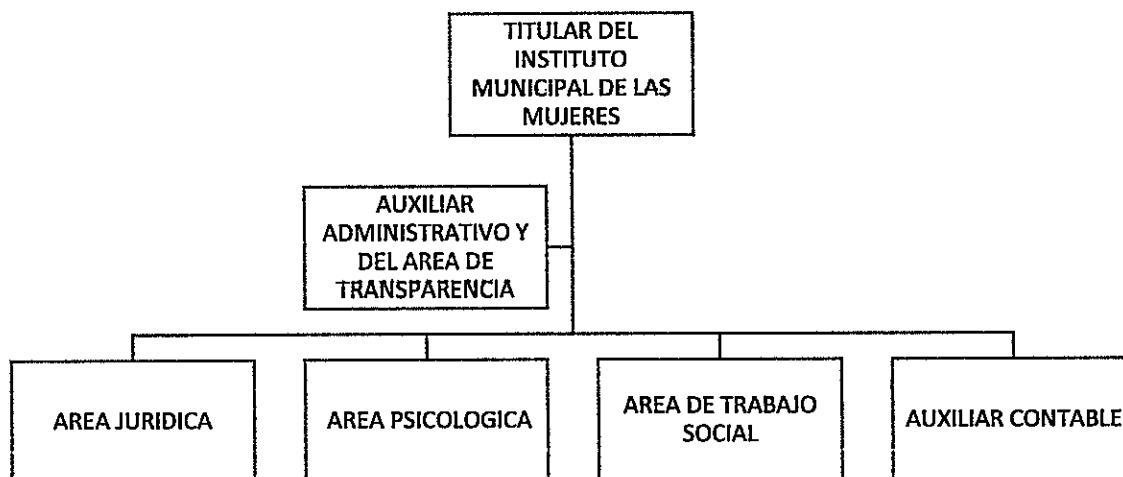 TITULAR DEL
INSTITUTO
MUNICIPAL DE LAS
MUJERES
AUXILIAR
ADMINISTRATIVO Y
DEL AREA DE
TRANSPARENCIA
AREA JURIDICA
AREA PSICOLOGICA
AREA DE TRABAJO
SOCIAL
AUXILIAR CONTABLE